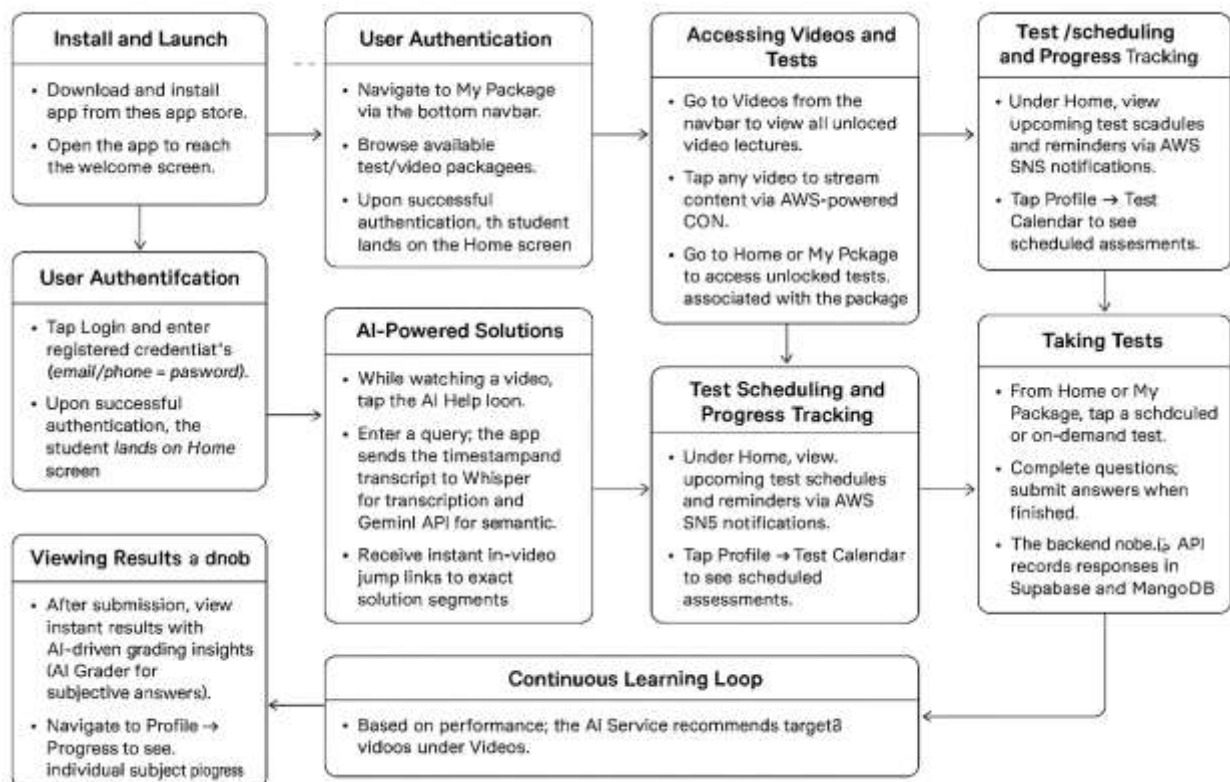 Install and Launch
• Download and install
app from thes app store.
• Open the app to reach
the welcome screen.
User Authentication
• Navigate to My Package
via the bottom navbar.
• Browse available
test/video packagees.
• Upon successful
authentication, th student
lands on the Home screen
Accessing Videos and
Tests
• Go to Videos from the
navbar to view all unloced
video lectures.
• Tap any video to stream
content via AWS-powered
CON.
• Go to Home or My Pckage
to access unlocked tests.
associated with the package
Test /scheduling
and Progress Tracking
• Under Home, view
upcoming test scadules
and reminders via AWS
SNS notifications.
• Tap Profile → Test
Calendar to see
scheduled assesments.
User Authentifcation
• Tap Login and enter
registered credentiat's
(email/phone = pasword).
• Upon successful
authentication, the
student lands on Home
screen
AI-Powered Solutions
• While watching a video,
tap the AI Help loon.
• Enter a query; the app
sends the timestampand
transcript to Whisper
for transcription and
GeminI API for semantic.
• Receive instant in-video
jump links to exact
solution segments
Test Scheduling and
Progress Tracking
• Under Home, view.
upcoming test schedules
and reminders via AWS
SN5 notifications.
• Tap Profile → Test Calendar
to see scheduled
assessments.
Taking Tests
• From Home or My
Package, tap a schdculed
or on-demand test.
• Complete questions;
submit answers when
finished.
• The backend API
records responses in
Supabase and MangoDB
Viewing Results a dnob
• After submission, view
instant results with
AI-driven grading insights
(AI Grader for
subjective answers).
• Navigate to Profile →
Progress to see.
individual subject piogress
Continuous Learning Loop
• Based on performance; the AI Service recommends
vidoos under Videos.